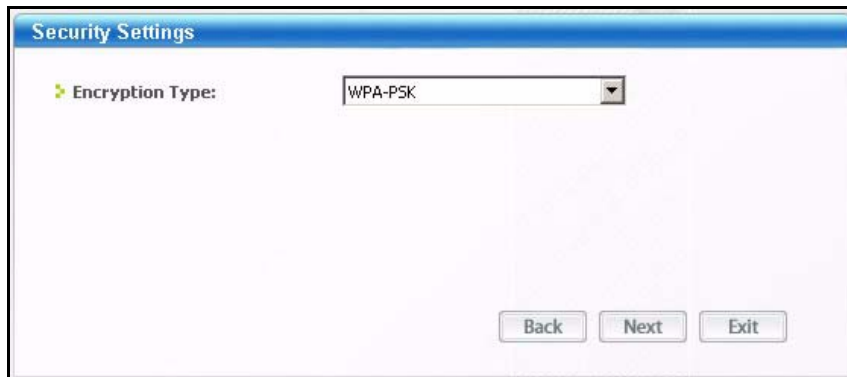 Security Settings
Encryption Type: WPA-PSK
Back Next Exit